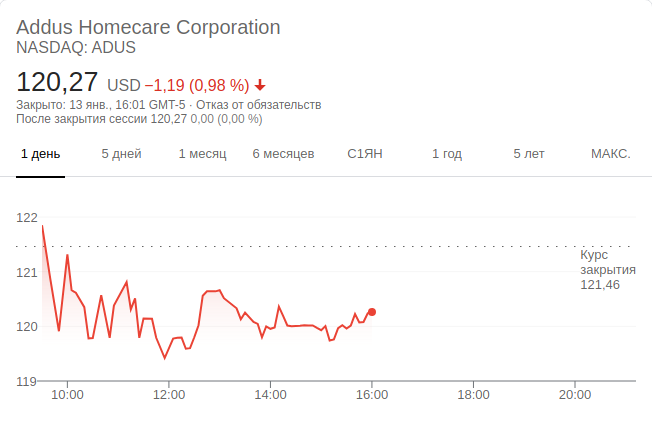 Addus Homecare Corporation
NASDAQ: ADUS
120,27 USD −1,19 (0,98 %)
Закрыто: 13 янв., 16:01 GMT-5 · Отказ от обязательств
После закрытия сессии 120,27 0,00 (0,00 %)
1 день 5 дней 1 месяц 6 месяцев С1ЯН 1 год 5 лет МАКС.
122
Курс
закрытия
121,46
121
120
119
10:00 12:00 14:00 16:00 18:00 20:00